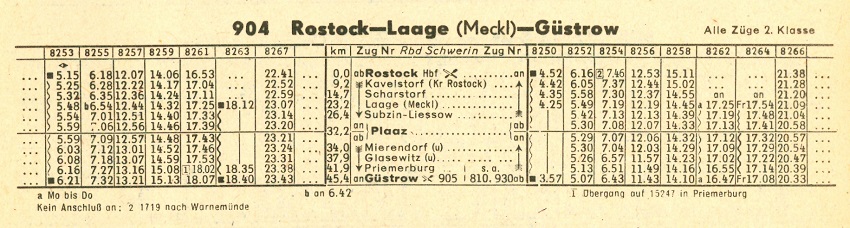 904 Rostock—Laage (Meckl)—Güstrow Alle Züge 2. Klasse
8253 8255 8257 8259 8261 8263 8267 km Zug Nr Rbd Schwerin Zug Nr 8250 8252 8254 8256 8258 8262 8264 8266
... 5.15 6.18 12.07 14.06 16.53 ... 22.41 ... 0,0 ab Rostock Hbf an ... 4.52 6.16 2 7.46 12.53 15.11 ... ... 21.38 ...
... 5.25 6.28 12.22 14.17 17.04 ... 22.52 ... 9,2 Kavelstorf (Kr Rostock) ... 4.42 6.05 7.37 12.44 15.02 ... ... 21.28 ...
... 5.32 6.35 12.36 14.24 17.11 ... 22.59 ... 14,7 Scharstorf ... 4.35 5.58 7.30 12.37 14.55 an an 21.20 ...
... 5.48 b 6.54 12.44 14.32 17.25 18.12 23.07 ... 23,2 Laage (Meckl) ... 4.25 5.49 7.19 12.19 14.45 a 17.25 Fr 17.54 21.09 ...
... 5.54 7.01 12.51 14.40 17.33 23.14 ... 26,4 Subzin-Liessow ... 5.42 7.13 12.13 14.39 17.19 17.48 21.04 ...
... 5.59 7.06 12.56 14.46 17.39 23.20 ... 32,2 an Plaaz ab ... 5.30 7.08 12.07 14.33 17.13 17.41 20.58 ...
... 5.59 7.09 12.57 14.48 17.43 23.21 ... ab an ... 5.29 7.07 12.06 14.32 17.09 17.32 20.57 ...
... 6.03 7.12 13.01 14.52 17.46 23.24 ... 34,0 Mierendorf (u) ... 5.30 7.04 12.03 14.29 17.09 17.29 20.54 ...
... 6.08 7.18 13.07 14.59 17.53 23.31 ... 37,9 Glasewitz (u) ... 5.26 6.57 11.57 14.23 17.02 17.22 20.47 ...
... 6.16 7.27 13.16 15.08 1 18.02 18.35 23.38 ... 41,9 Priemerburg s. a. ... 5.13 6.51 11.49 14.16 16.55 17.14 20.39 ...
... 6.21 7.32 13.21 15.13 18.07 18.40 23.43 ... 45,4 an Güstrow 905 810. 930 ab ... 3.57 5.07 6.43 11.43 14.10 a 16.47 Fr 17.08 20.33 ...
a Mo bis Do b an 6.42 1 Übergang auf 15247 in Priemerburg
Kein Anschluß an: 2 1719 nach Warnemünde